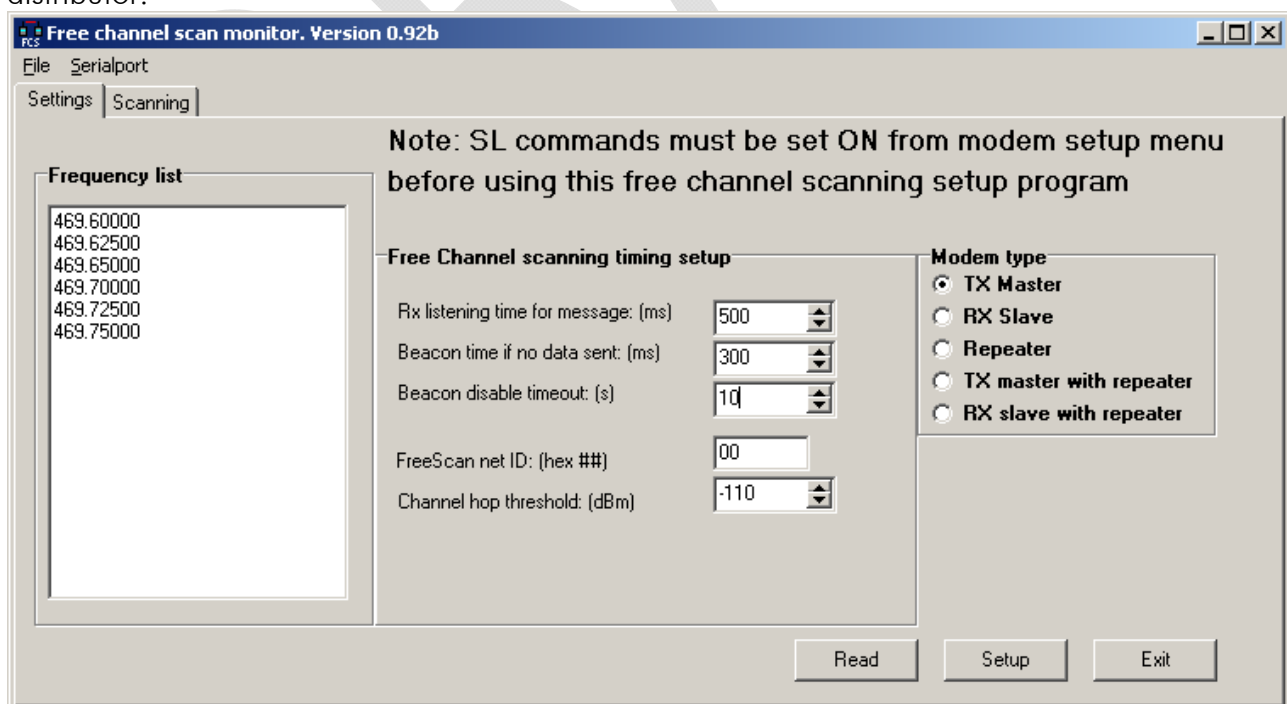 distributor.
FCS Free channel scan monitor. Version 0.92b
File Serialport
Settings Scanning
Note: SL commands must be set ON from modem setup menu
before using this free channel scanning setup program
Frequency list
469.60000
469.62500
469.65000
469.70000
469.72500
469.75000
Free Channel scanning timing setup
Rx listening time for message: (ms) 500
Beacon time if no data sent: (ms) 300
Beacon disable timeout: (s) 10
FreeScan net ID: (hex ##) 00
Channel hop threshold: (dBm) -110
Modem type
TX Master
RX Slave
Repeater
TX master with repeater
RX slave with repeater
Read Setup Exit